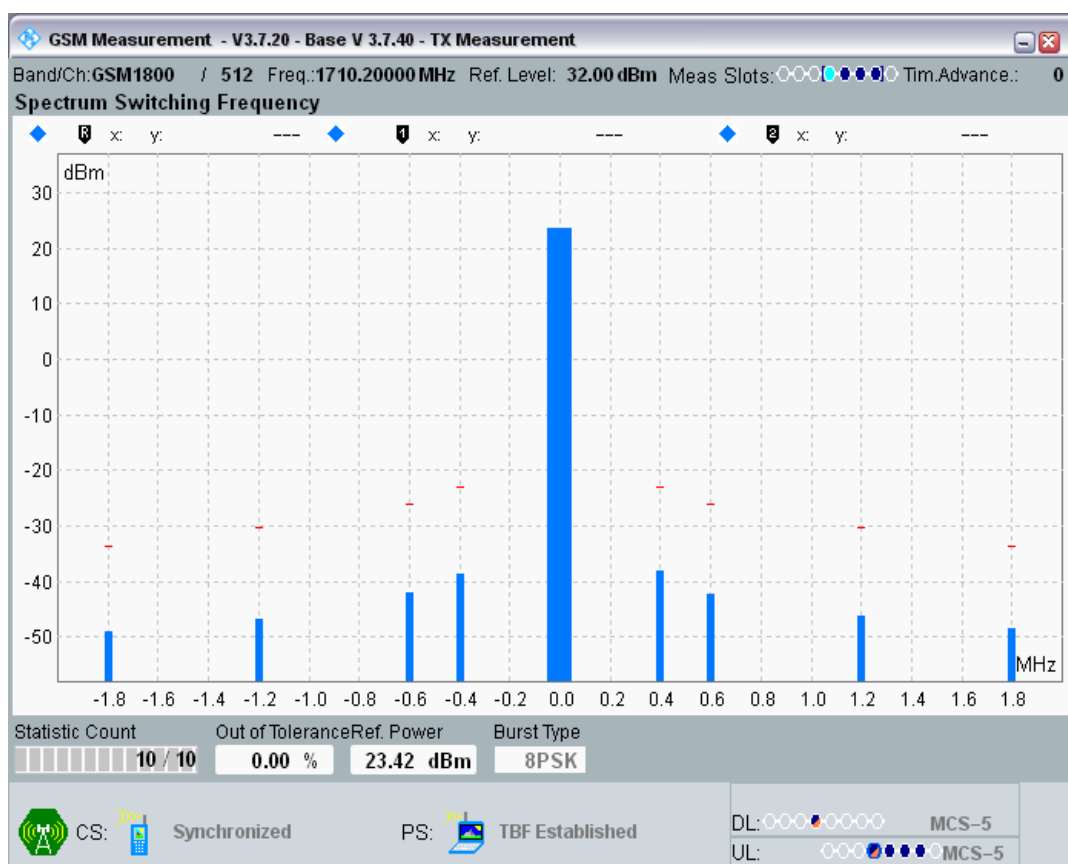 GSM Measurement - V3.7.20 - Base V 3.7.40 - TX Measurement
Band/Ch:GSM1800 / 512 Freq.:1710.20000 MHz Ref. Level: 32.00 dBm Meas Slots: Tim.Advance.: 0
Spectrum Switching Frequency
R x: y: --- 1 x: y: --- 2 x: y: ---
dBm
30
20
10
0
-10
-20
-30
-40
-50
MHz
-1.8 -1.6 -1.4 -1.2 -1.0 -0.8 -0.6 -0.4 -0.2 0.0 0.2 0.4 0.6 0.8 1.0 1.2 1.4 1.6 1.8
Statistic Count Out of Tolerance Ref. Power Burst Type
10 / 10 0.00 % 23.42 dBm 8PSK
CS: Synchronized PS: TBF Established DL: MCS-5
UL: MCS-5